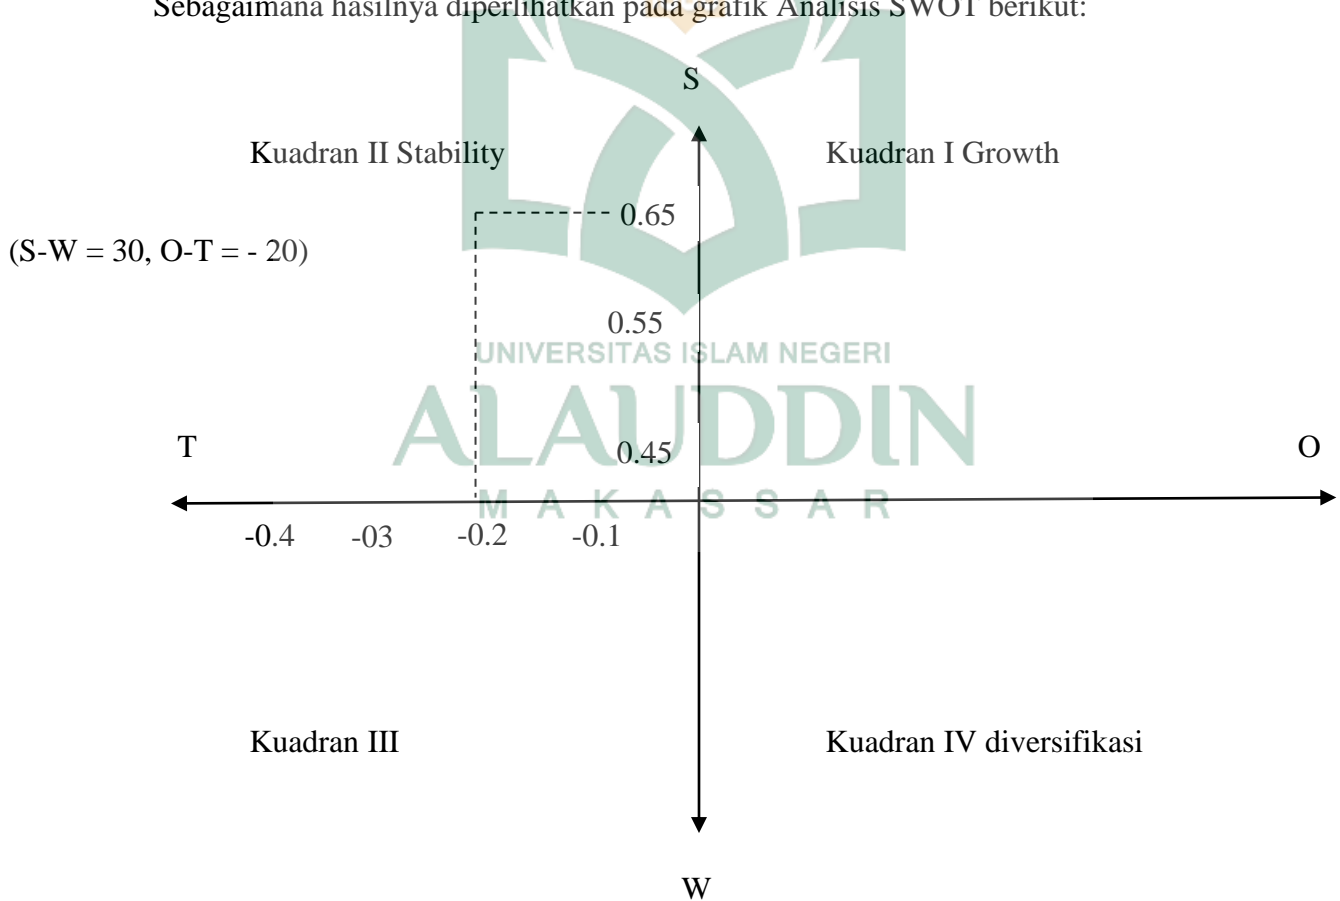 Sebagaimana hasilnya diperlihatkan pada grafik Analisis SWOT berikut:
S
Kuadran II Stability
Kuadran I Growth
0.65
(S-W = 30, O-T = - 20)
0.55
UNIVERSITAS ISLAM NEGERI
ALAUDDIN
T
0.45
O
MAKASSAR
-0.4
-03
-0.2
-0.1
Kuadran III
Kuadran IV diversifikasi
W